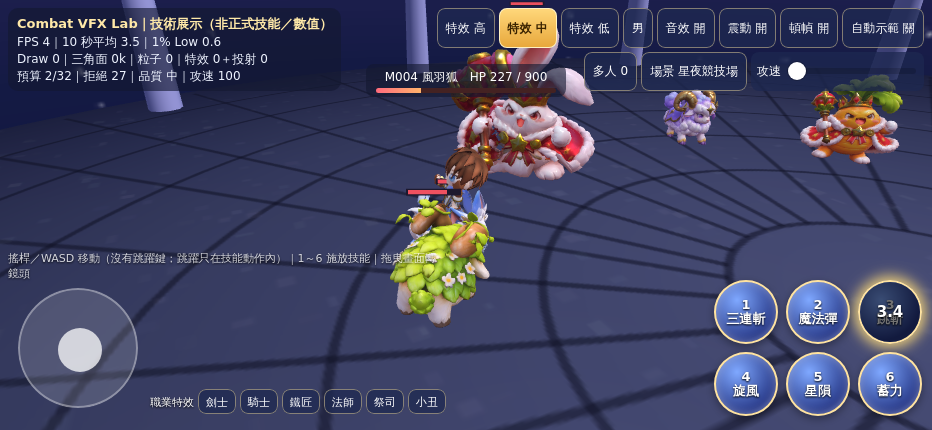 Combat VFX Lab｜技術展示（非正式技能／數值）
FPS 4｜10 秒平均 3.5｜1% Low 0.6
Draw 0｜三角面 0k｜粒子 0｜特效 0＋投射 0
預算 2/32｜拒絕 27｜品質 中｜攻速 100
特效 高
特效 中
特效 低
男
音效 開
震動 開
頓幀 開
自動示範 關
M004 風羽狐 HP 227 / 900
多人 0
場景 星夜競技場
攻速
搖桿／WASD 移動（沒有跳躍鍵；跳躍只在技能動作內）｜1～6 施放技能｜拖曳畫面轉
鏡頭
1
三連斬
2
魔法彈
3
3.4
跳斬
4
旋風
5
星隕
6
蓄力
職業特效
劍士
騎士
鐵匠
法師
祭司
小丑